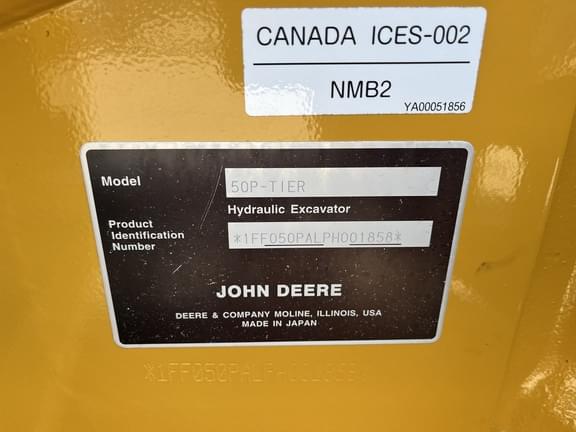 CANADA ICES-002
NMB2
YA00051856
Model
50P-TIER
Hydraulic Excavator
Product
Identification
Number
*1FF050PALPH001858*
JOHN DEERE
DEERE & COMPANY MOLINE, ILLINOIS, USA
MADE IN JAPAN
*1FF050PALPH001858